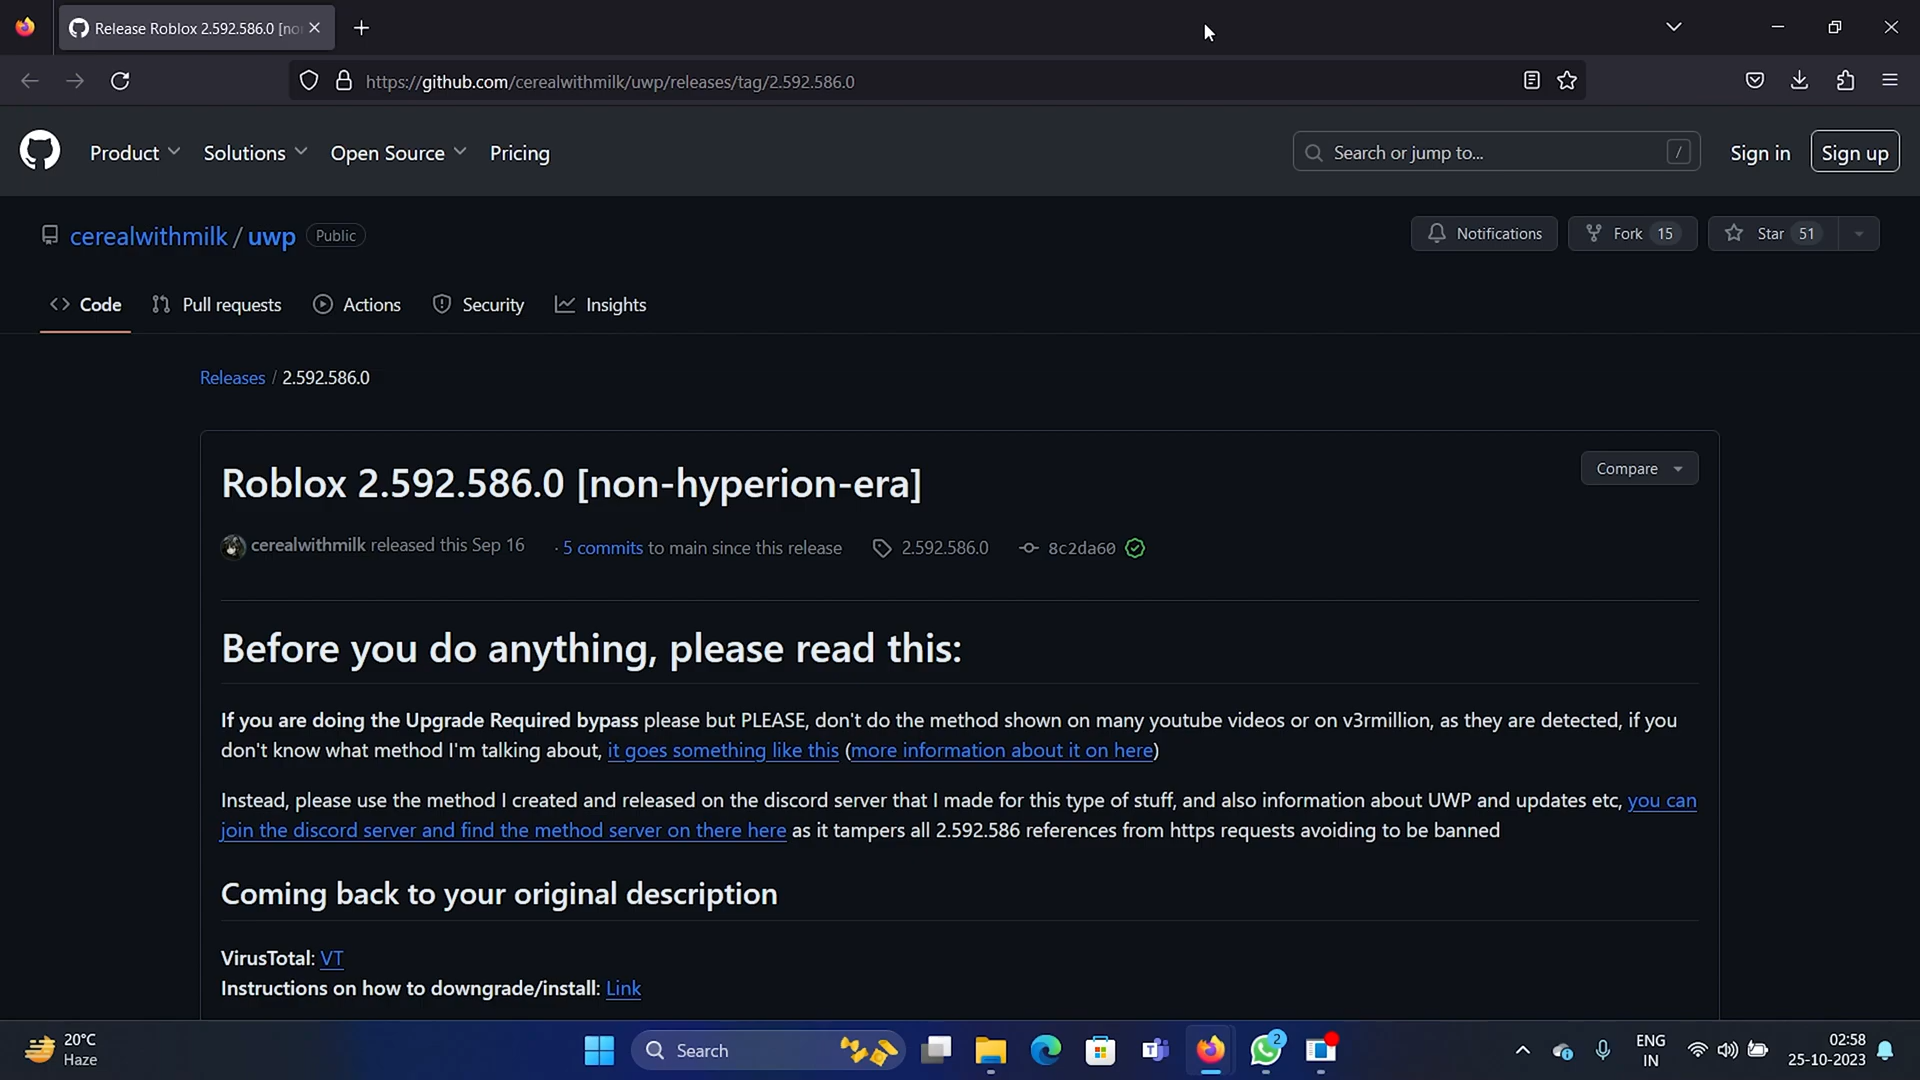 Release Roblox 2.592.586.0 [no
https://github.com/cerealwithmilk/uwp/releases/tag/2.592.586.0
Product Solutions Open Source Pricing
Search or jump to... /
Sign in
Sign up
cerealwithmilk / uwp Public
Notifications
Fork 15
Star 51
Code Pull requests Actions Security Insights
Releases / 2.592.586.0
Roblox 2.592.586.0 [non-hyperion-era]
Compare
cerealwithmilk released this Sep 16 · 5 commits to main since this release 2.592.586.0 8c2da60
Before you do anything, please read this:
If you are doing the Upgrade Required bypass please but PLEASE, don't do the method shown on many youtube videos or on v3rmillion, as they are detected, if you
don't know what method I'm talking about, it goes something like this (more information about it on here)
Instead, please use the method I created and released on the discord server that I made for this type of stuff, and also information about UWP and updates etc, you can
join the discord server and find the method server on there here as it tampers all 2.592.586 references from https requests avoiding to be banned
Coming back to your original description
VirusTotal: VT
Instructions on how to downgrade/install: Link
20°C
Haze
Search
2
ENG
IN
02:58
25-10-2023